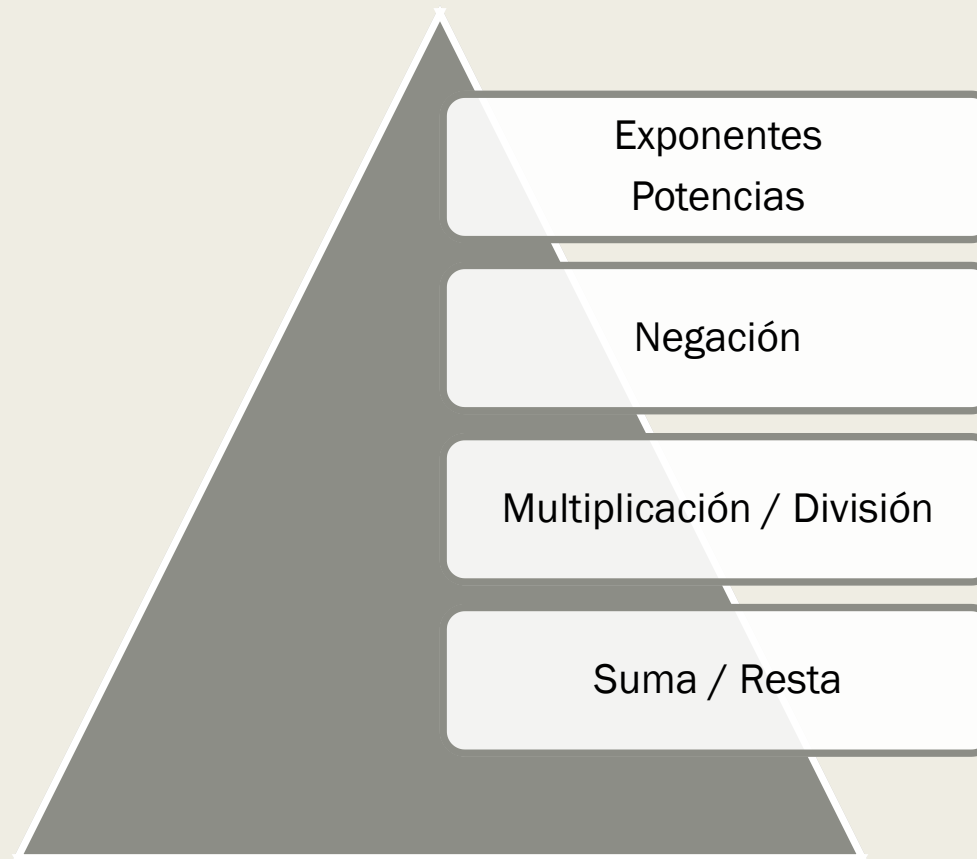 Exponentes
Potencias
Negación
Multiplicación / División
Suma / Resta